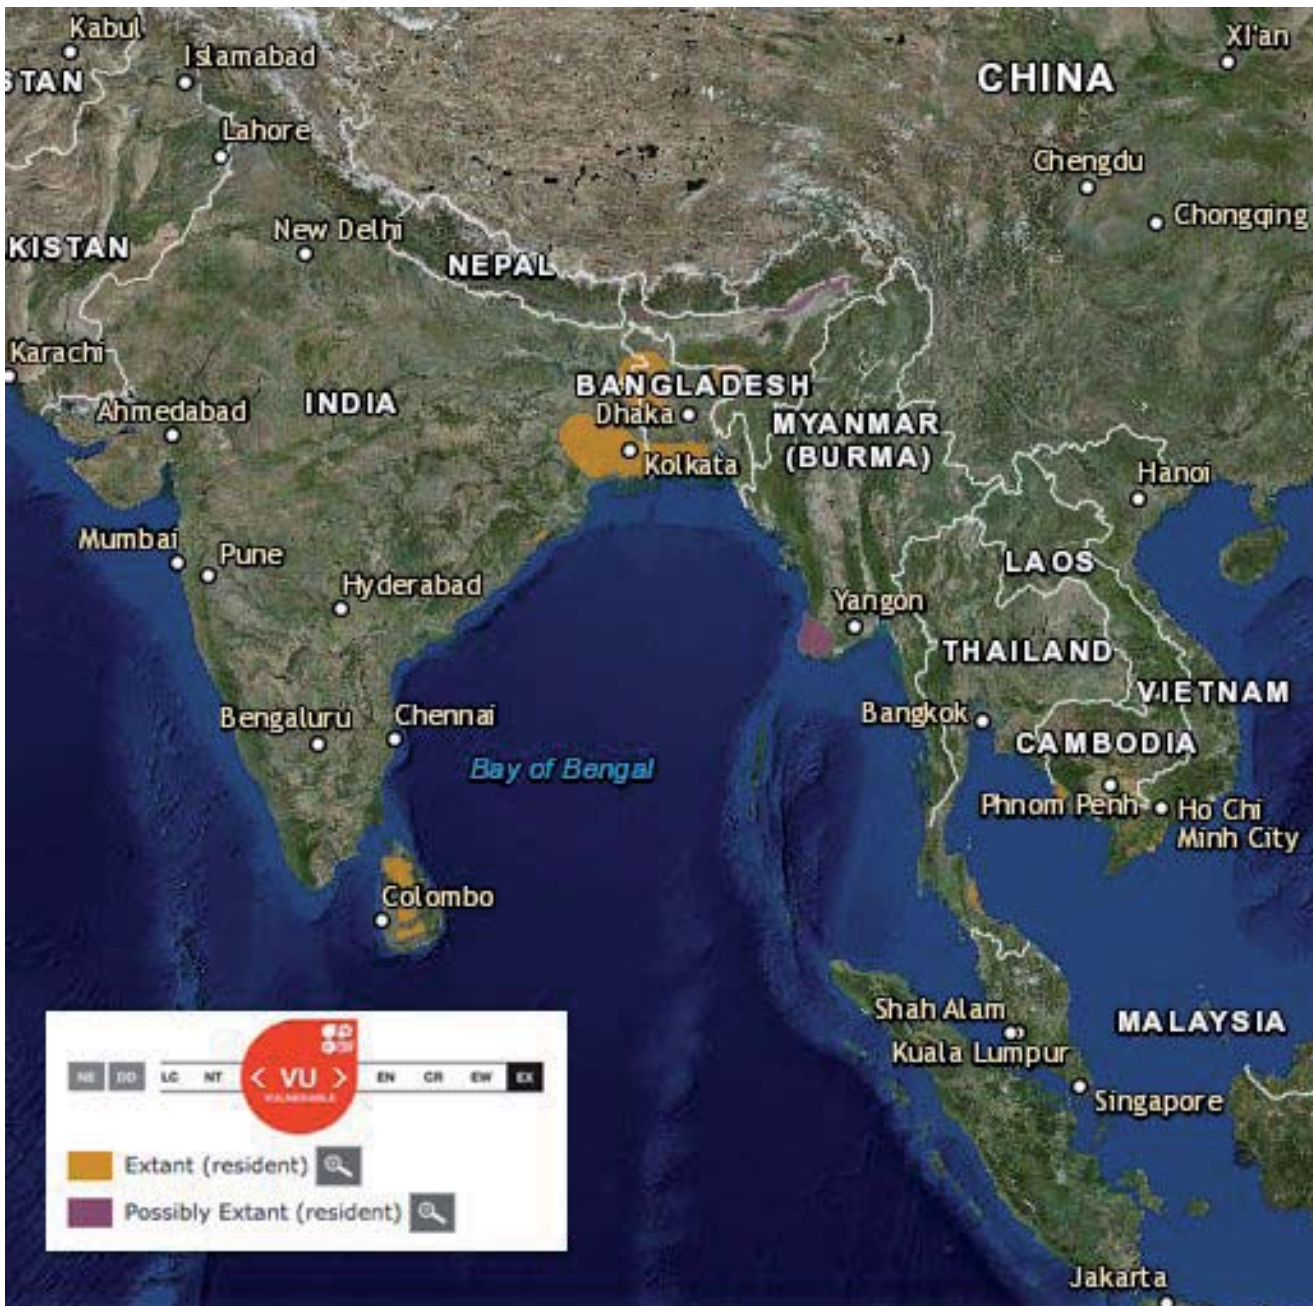 Kabul
Islamabad
STAN
Lahore
CHINA
XI'an
Chengdu
Chongqing
New Delhi
KISTAN
NEPAL
Karachi
INDIA
Ahmedabad
BANGLADESH
Dhaka
Kolkata
MYANMAR
(BURMA)
Hanoi
Mumbai
Pune
Hyderabad
LAOS
Yangon
THAILAND
VIETNAM
Bengaluru
Chennai
Bangkok
CAMBODIA
Bay of Bengal
Phnom Penh
Ho Chi
Minh City
Colombo
Shah Alam
Kuala Lumpur
MALAYSIA
Singapore
Jakarta
NE DD LC NT < VU > EN CR EW EX
VULNERABLE
Extant (resident)
Possibly Extant (resident)